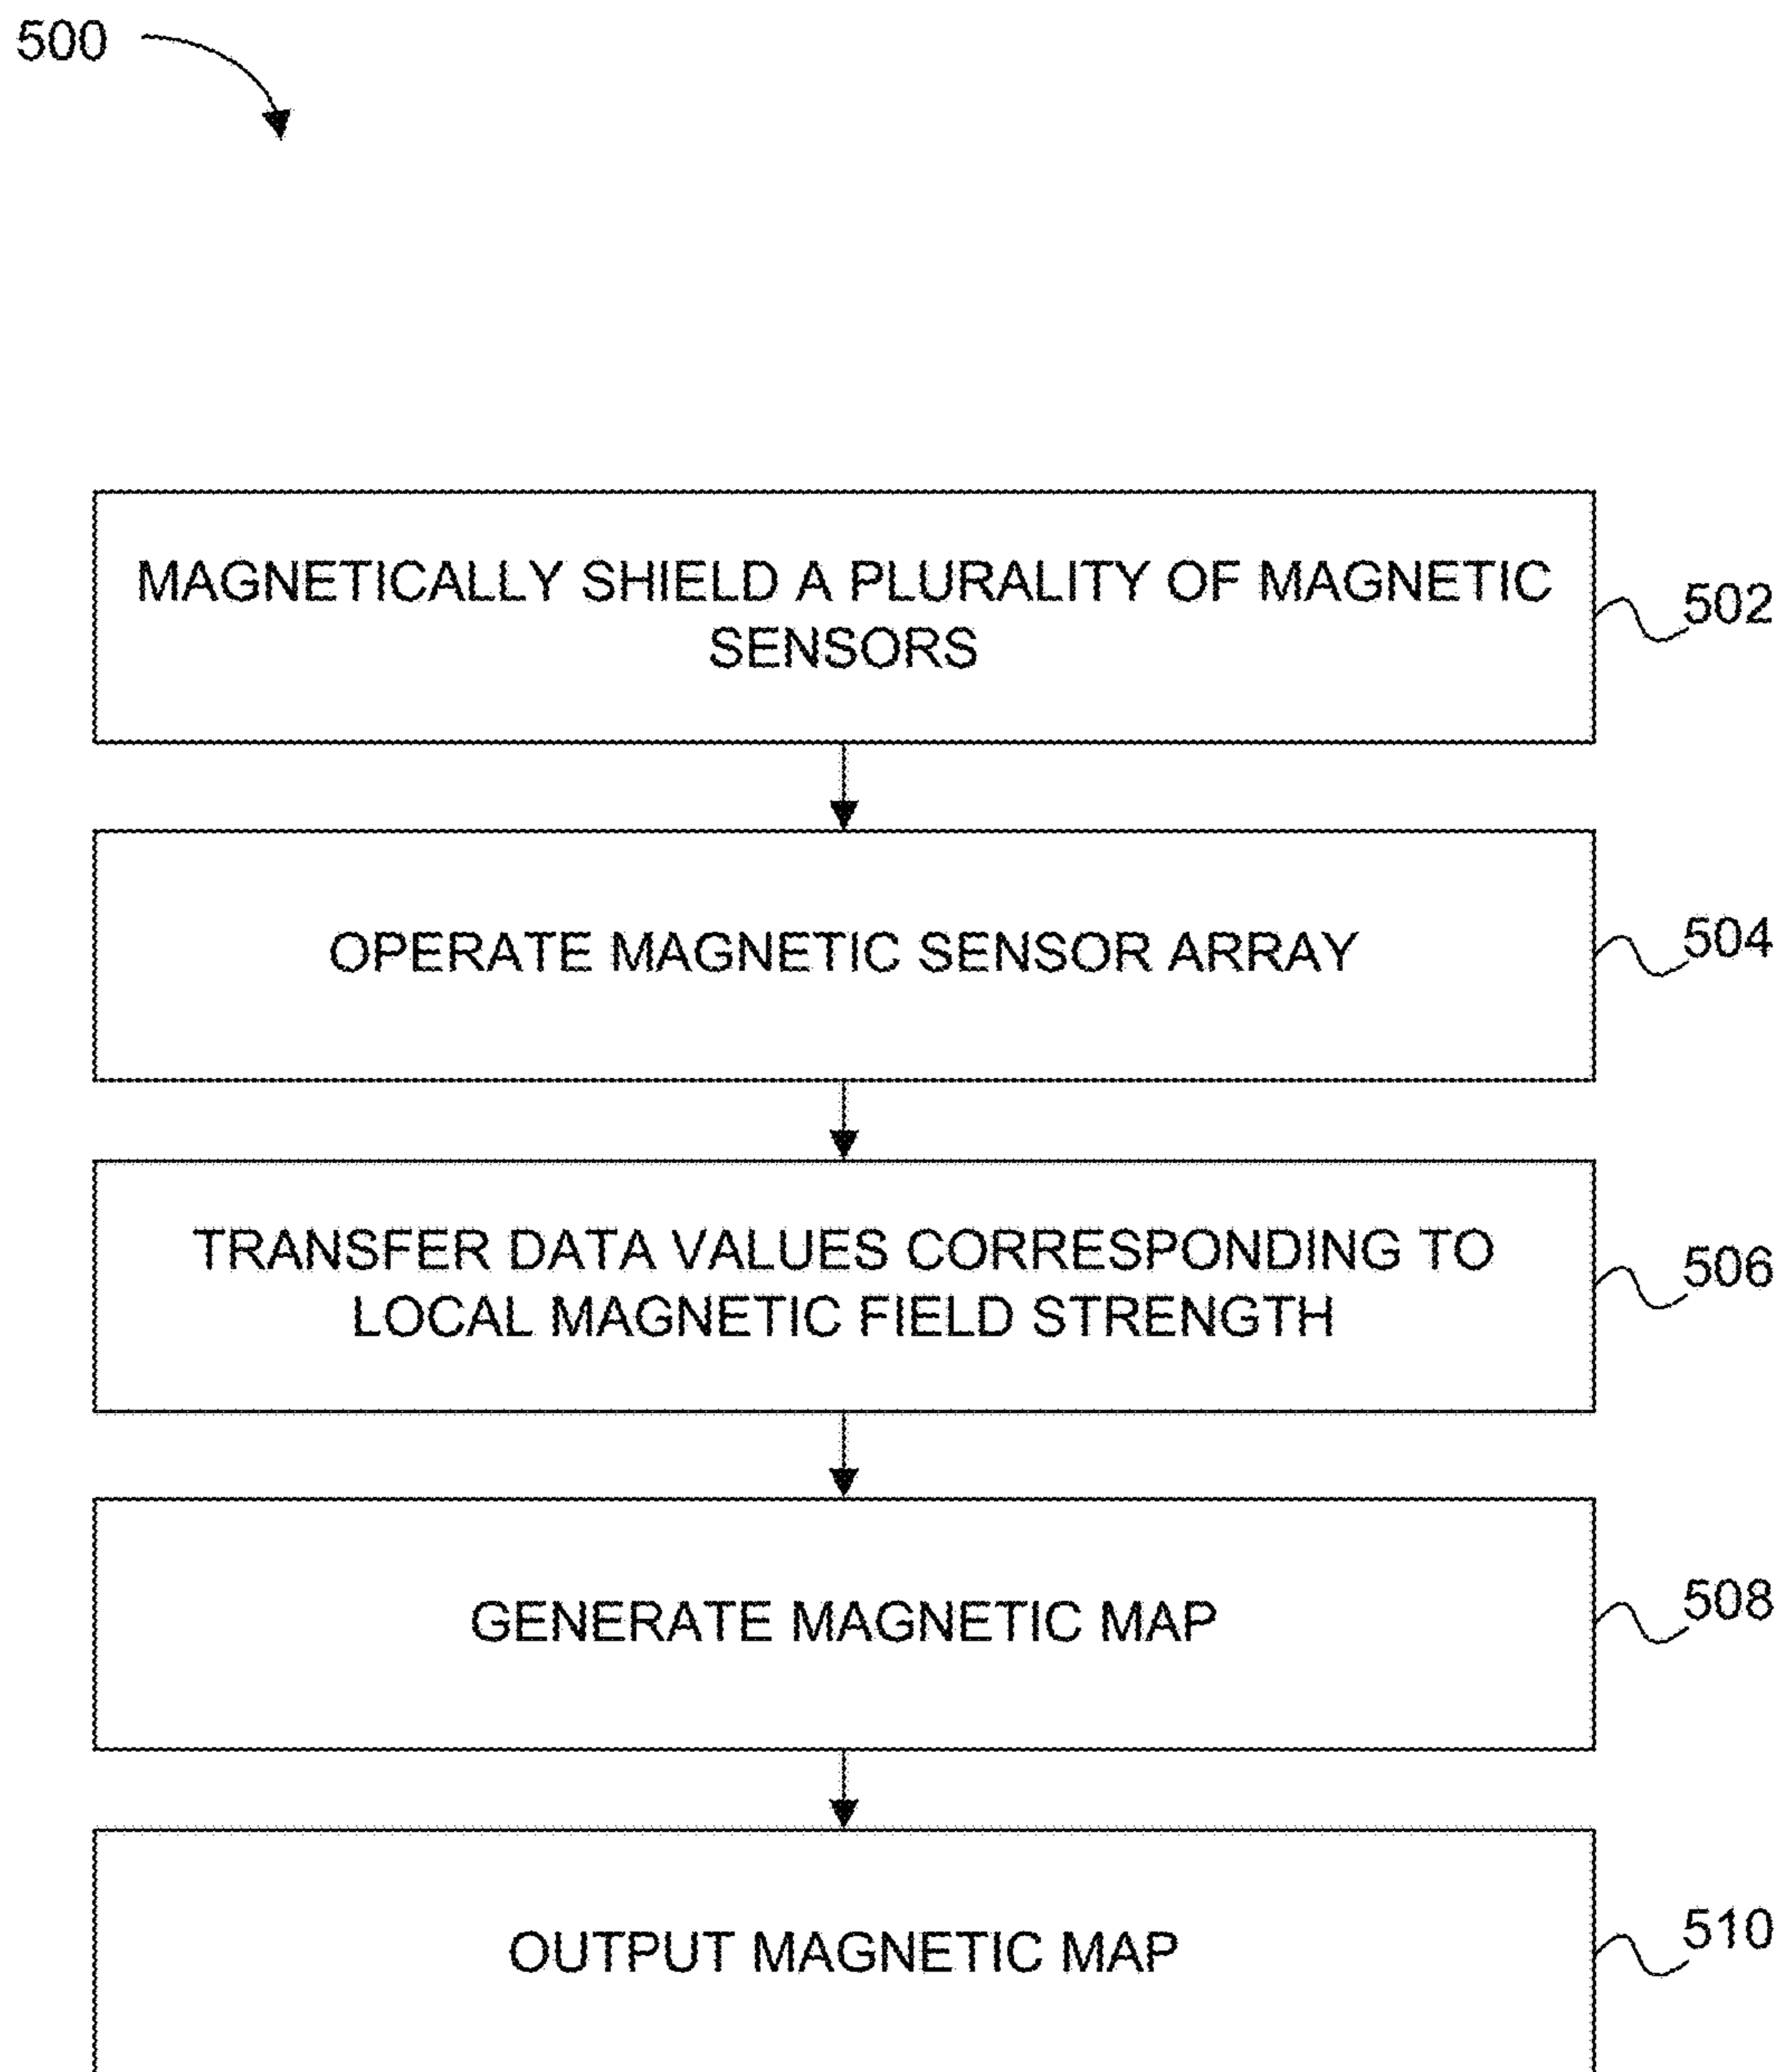 500
MAGNETICALLY SHIELD A PLURALITY OF MAGNETIC
SENSORS
502
OPERATE MAGNETIC SENSOR ARRAY
504
TRANSFER DATA VALUES CORRESPONDING TO
LOCAL MAGNETIC FIELD STRENGTH
506
GENERATE MAGNETIC MAP
508
OUTPUT MAGNETIC MAP
510